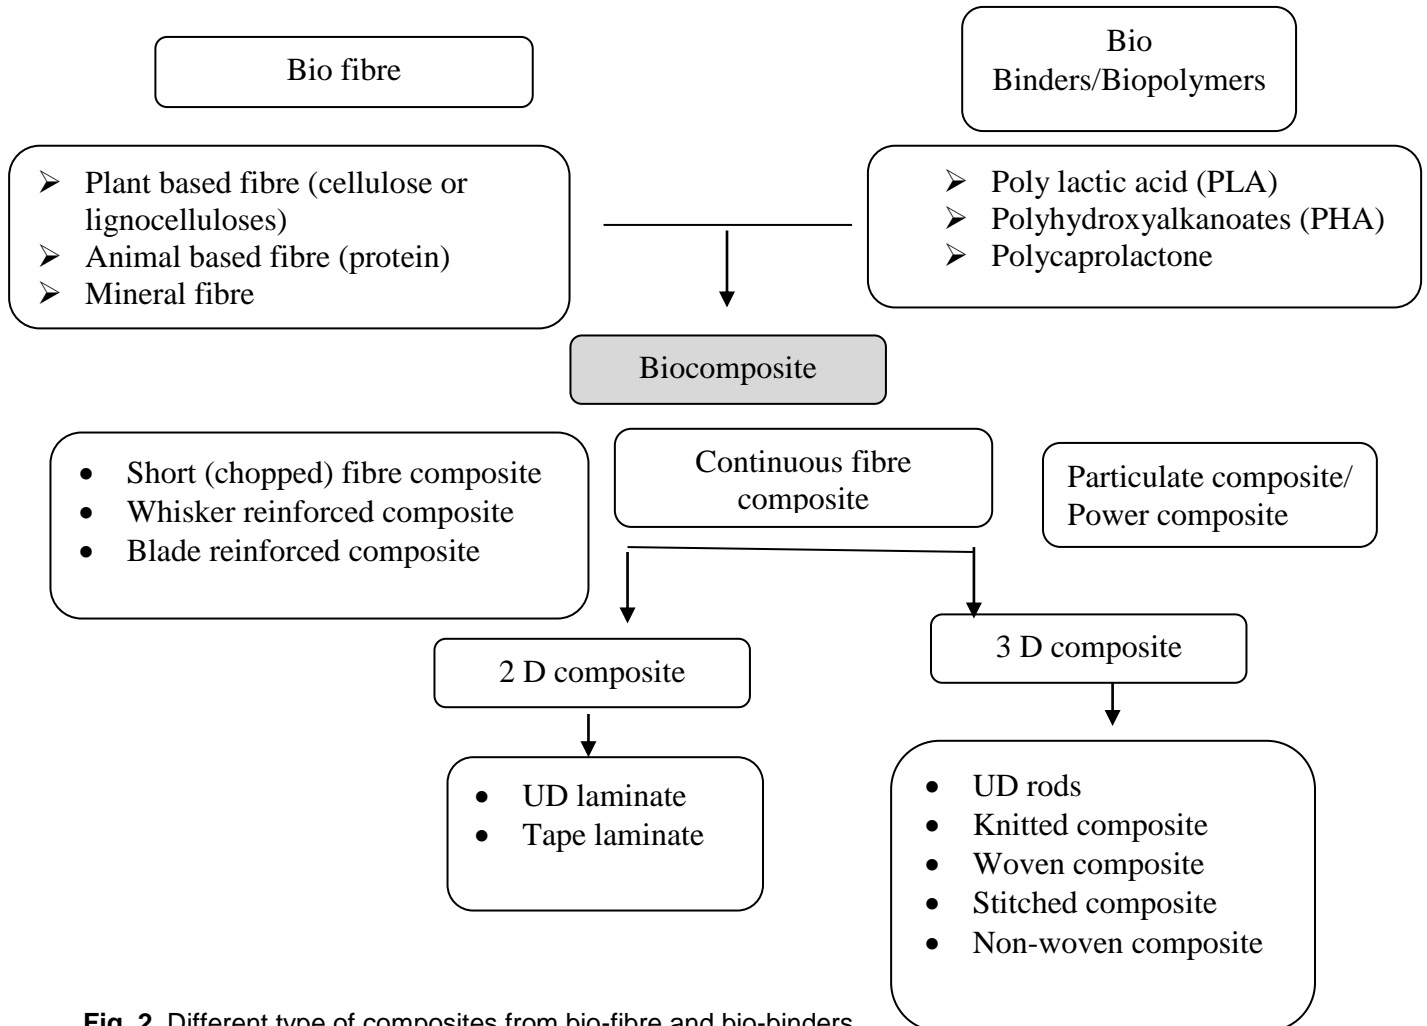 Bio fibre
Bio
Binders/Biopolymers
➢ Plant based fibre (cellulose or
lignocelluloses)
➢ Animal based fibre (protein)
➢ Mineral fibre
➢ Poly lactic acid (PLA)
➢ Polyhydroxyalkanoates (PHA)
➢ Polycaprolactone
Biocomposite
• Short (chopped) fibre composite
• Whisker reinforced composite
• Blade reinforced composite
Continuous fibre
composite
Particulate composite/
Power composite
2 D composite
3 D composite
• UD laminate
• Tape laminate
• UD rods
• Knitted composite
• Woven composite
• Stitched composite
• Non-woven composite
Fig. 2. Different type of composites from bio-fibre and bio-binders